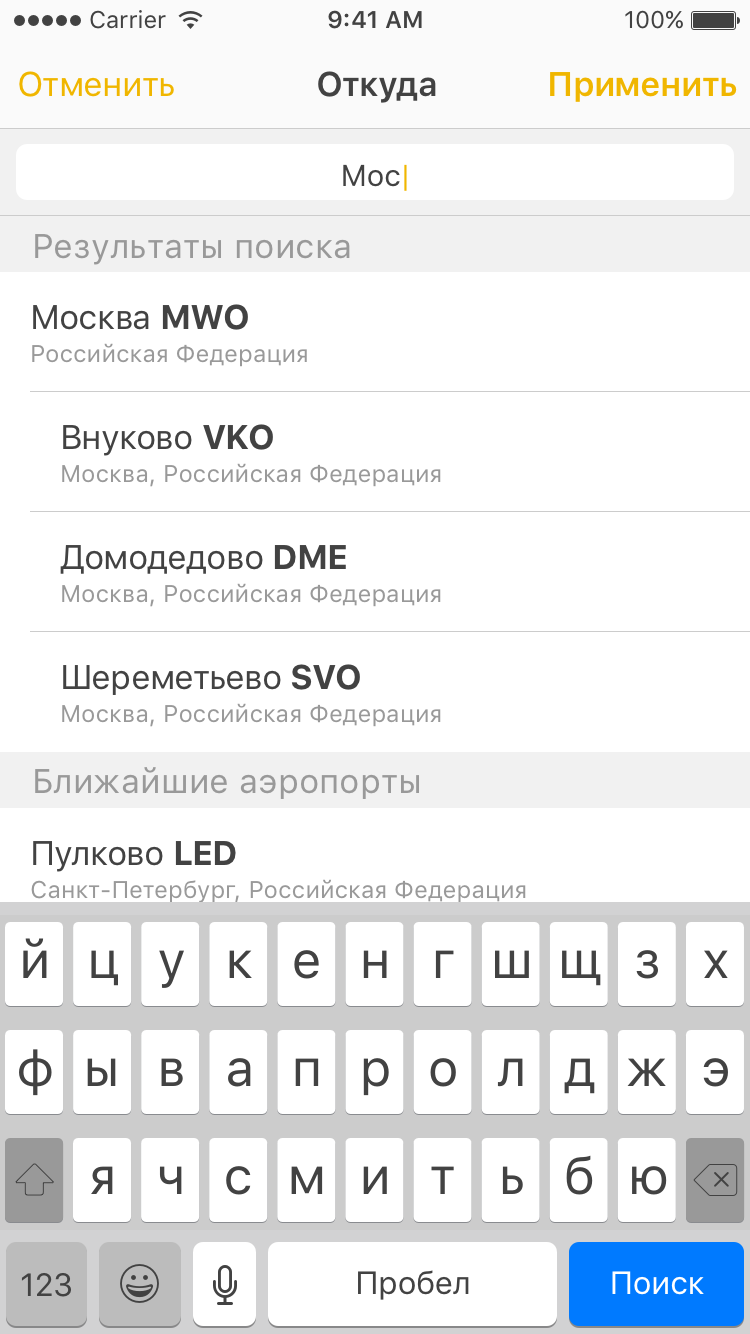 Carrier 9:41 AM 100%
Отменить Откуда Применить
Мос
Результаты поиска
Москва MWO
Российская Федерация
Внуково VKO
Москва, Российская Федерация
Домодедово DME
Москва, Российская Федерация
Шереметьево SVO
Москва, Российская Федерация
Ближайшие аэропорты
Пулково LED
Санкт-Петербург, Российская Федерация
й ц у к е н г ш щ з х
ф ы в а п р о л д ж э
я ч с м и т ь б ю
123 Пробел Поиск